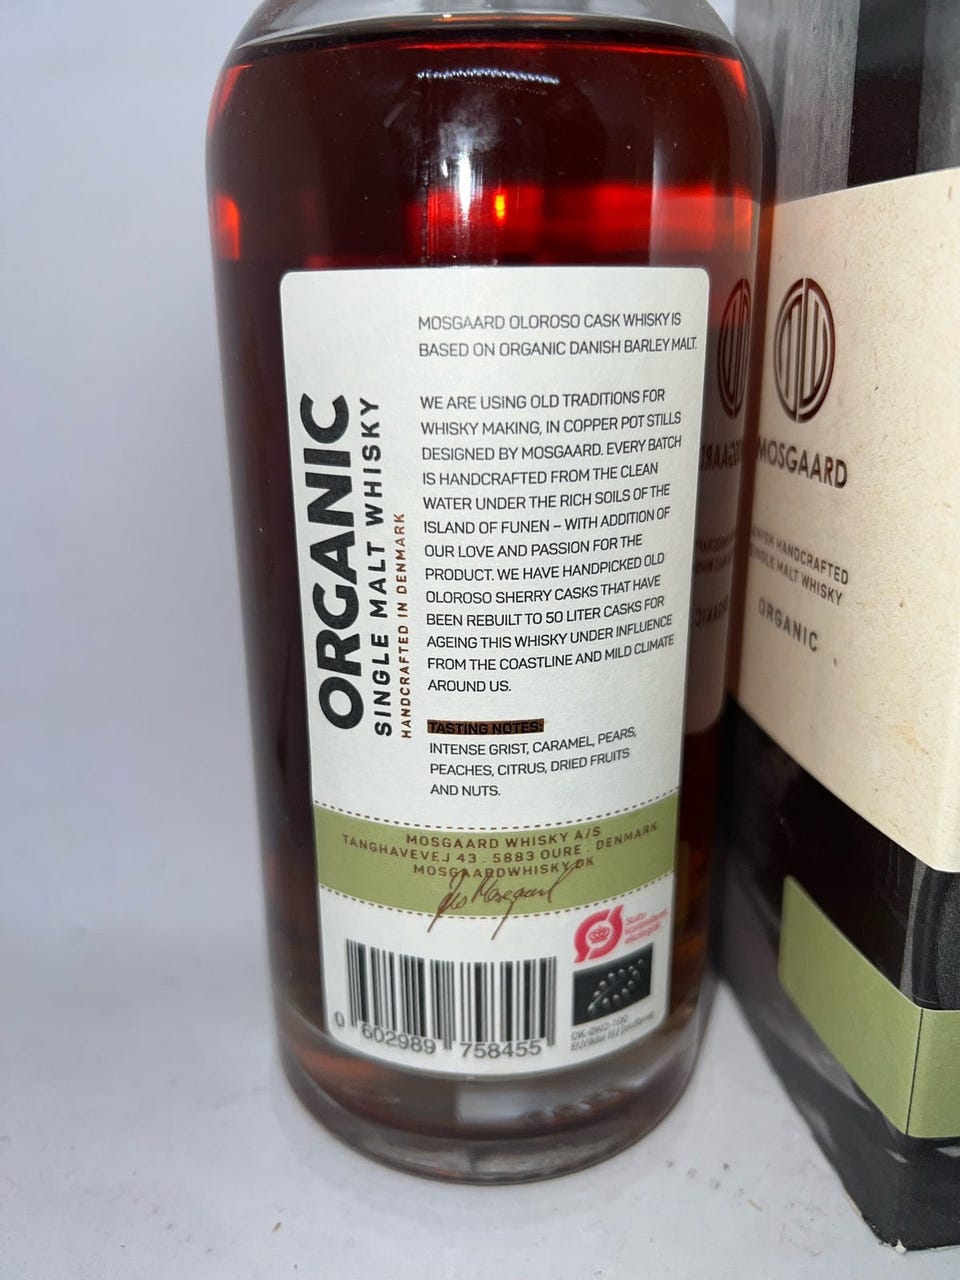 MOSGAARD OLOROSO CASK WHISKY IS
BASED ON ORGANIC DANISH BARLEY MALT.
WE ARE USING OLD TRADITIONS FOR
WHISKY MAKING, IN COPPER POT STILLS
DESIGNED BY MOSGAARD. EVERY BATCH
IS HANDCRAFTED FROM THE CLEAN
WATER UNDER THE RICH SOILS OF THE
ISLAND OF FUNEN – WITH ADDITION OF
OUR LOVE AND PASSION FOR THE
PRODUCT. WE HAVE HANDPICKED OLD
OLOROSO SHERRY CASKS THAT HAVE
BEEN REBUILT TO 50 LITER CASKS FOR
AGEING THIS WHISKY UNDER INFLUENCE
FROM THE COASTLINE AND MILD CLIMATE
AROUND US.
TASTING NOTES:
INTENSE GRIST, CARAMEL, PEARS,
PEACHES, CITRUS, DRIED FRUITS
AND NUTS.
ORGANIC
SINGLE MALT WHISKY
HANDCRAFTED IN DENMARK
MOSGAARD WHISKY A/S
TANGHAVEVEJ 43 . 5883 OURE . DENMARK
MOSGAARDWHISKY.DK
Mosgaard
Ø
Stats-
kontrolleret
økologisk
0 602989 758455
MOSGAARD
DANISH HANDCRAFTED
SINGLE MALT WHISKY
ORGANIC